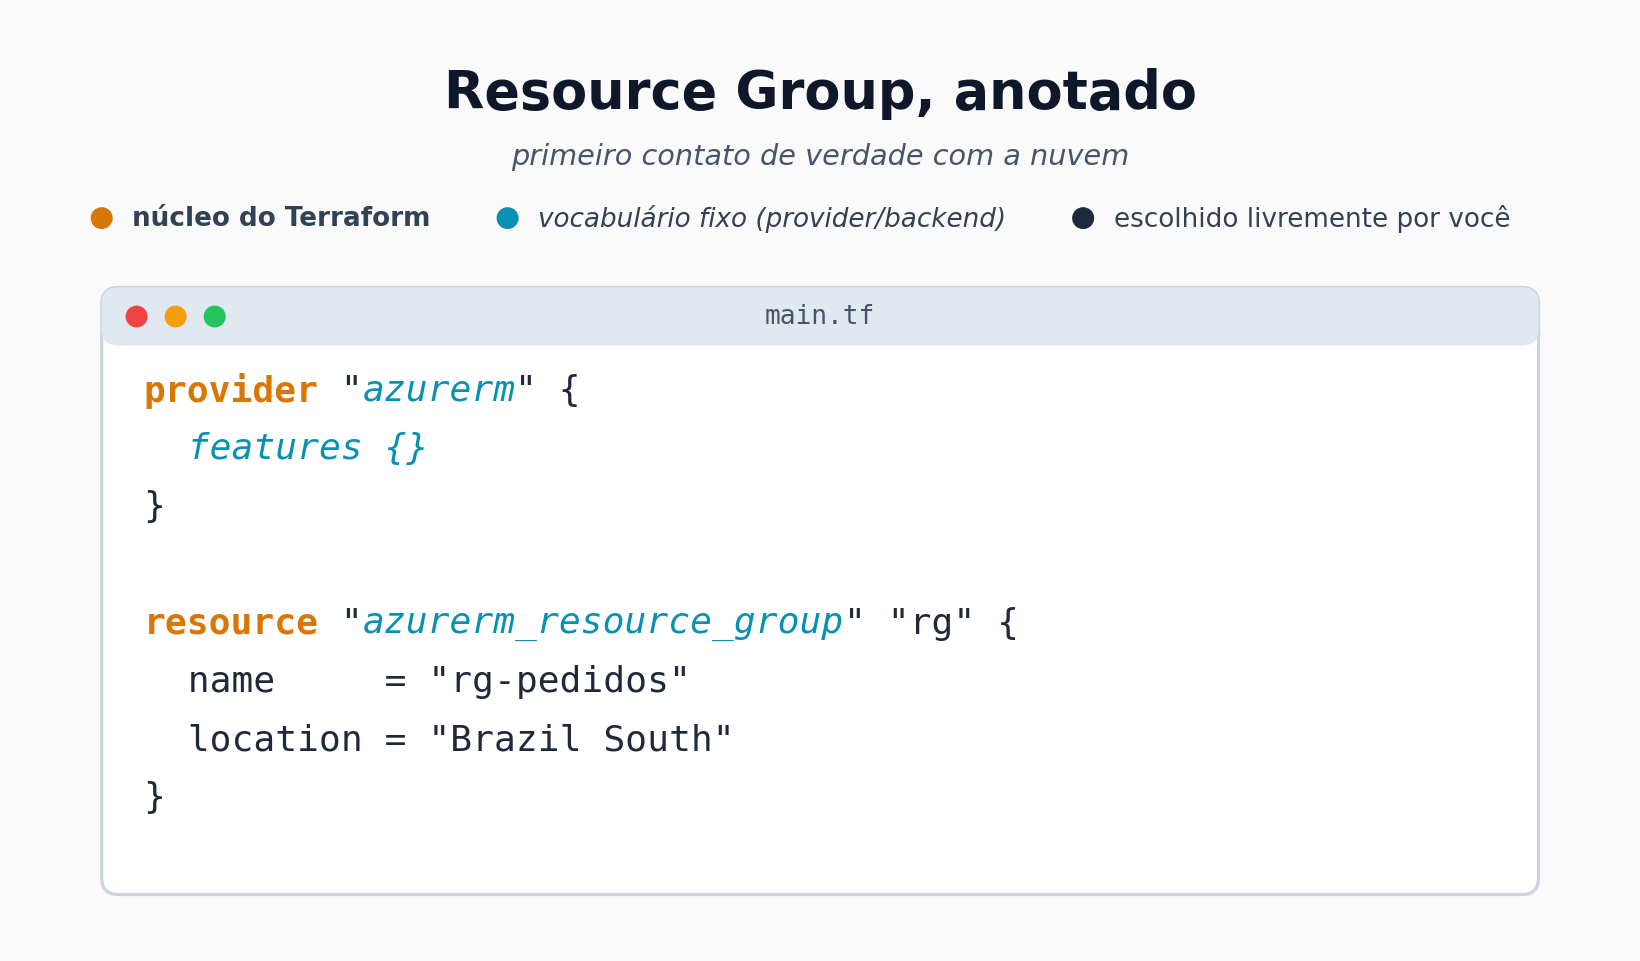 Resource Group, anotado
primeiro contato de verdade com a nuvem
núcleo do Terraform vocabulário fixo (provider/backend) escolhido livremente por você
main.tf
provider "azurerm" {
  features {}
}
resource "azurerm_resource_group" "rg" {
  name     = "rg-pedidos"
  location = "Brazil South"
}